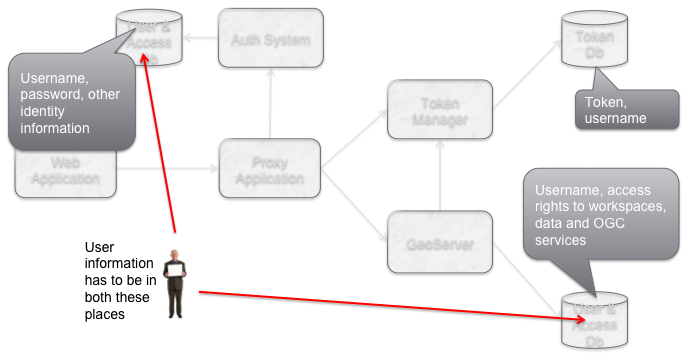 User &
Access
Db
Auth System
Token
Db
Username,
password, other
identity
information
Token,
username
Token
Manager
Web
Application
Proxy
Application
Username, access
rights to workspaces,
data and OGC
services
GeoServer
User
information
has to be in
both these
places
User &
Access
Db